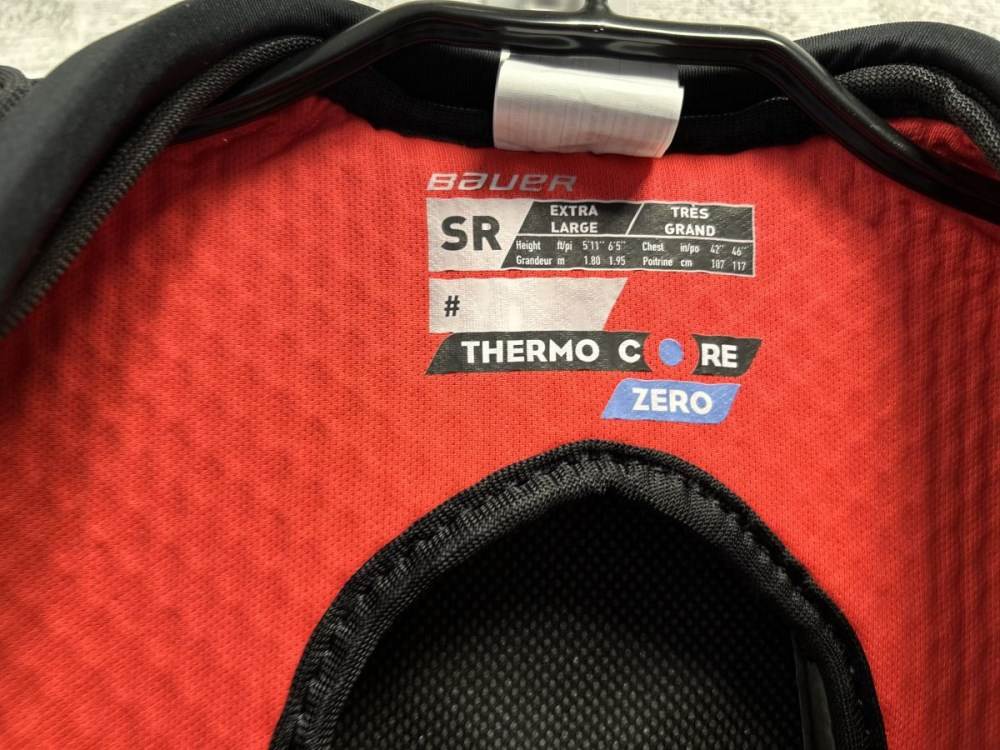 BAUER
SR
EXTRA LARGE
TRÈS GRAND
Height ft/pi 5'11" 6'5" Chest in/po 42" 46"
Grandeur m 1.80 1.95 Poitrine cm 107 117
#
THERMO CORE
ZERO